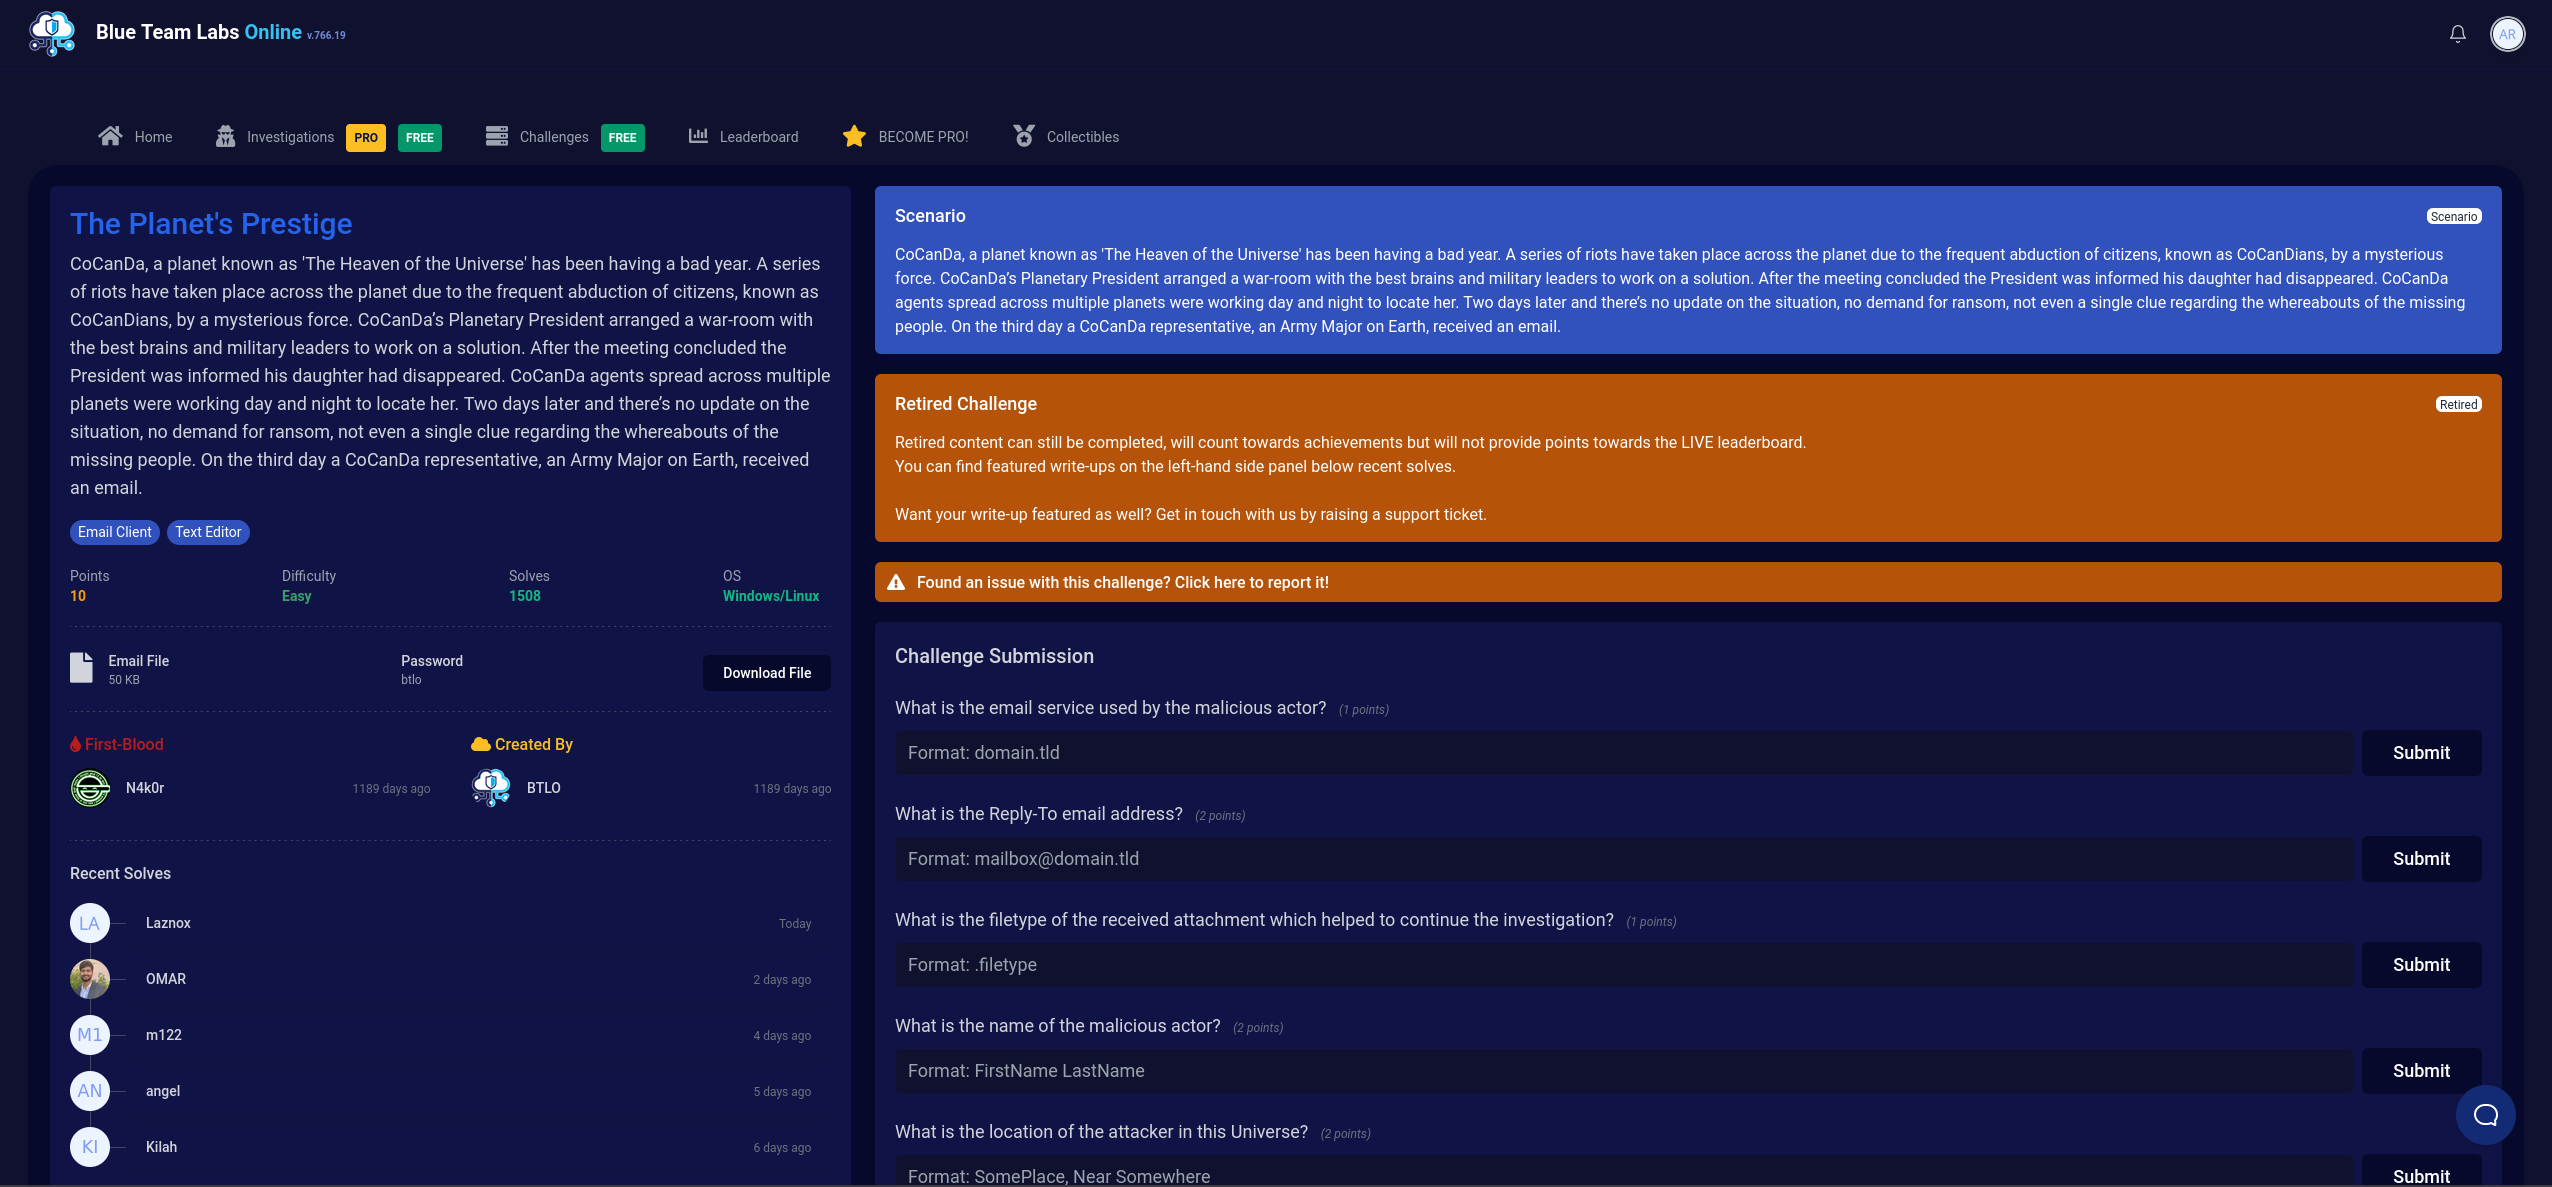 Blue Team Labs Online v.766.19
AR
Home
Investigations PRO FREE
Challenges FREE
Leaderboard
BECOME PRO!
Collectibles
The Planet's Prestige
CoCanDa, a planet known as 'The Heaven of the Universe' has been having a bad year. A series
of riots have taken place across the planet due to the frequent abduction of citizens, known as
CoCanDians, by a mysterious force. CoCanDa’s Planetary President arranged a war-room with
the best brains and military leaders to work on a solution. After the meeting concluded the
President was informed his daughter had disappeared. CoCanDa agents spread across multiple
planets were working day and night to locate her. Two days later and there’s no update on the
situation, no demand for ransom, not even a single clue regarding the whereabouts of the
missing people. On the third day a CoCanDa representative, an Army Major on Earth, received
an email.
Email Client Text Editor
Points Difficulty Solves OS
10 Easy 1508 Windows/Linux
Email File Password
50 KB btlo
Download File
First-Blood Created By
N4k0r 1189 days ago BTLO 1189 days ago
Recent Solves
LA Laznox Today
OMAR 2 days ago
M1 m122 4 days ago
AN angel 5 days ago
KI Kilah 6 days ago
Scenario Scenario
CoCanDa, a planet known as 'The Heaven of the Universe' has been having a bad year. A series of riots have taken place across the planet due to the frequent abduction of citizens, known as CoCanDians, by a mysterious
force. CoCanDa’s Planetary President arranged a war-room with the best brains and military leaders to work on a solution. After the meeting concluded the President was informed his daughter had disappeared. CoCanDa
agents spread across multiple planets were working day and night to locate her. Two days later and there’s no update on the situation, no demand for ransom, not even a single clue regarding the whereabouts of the missing
people. On the third day a CoCanDa representative, an Army Major on Earth, received an email.
Retired Challenge Retired
Retired content can still be completed, will count towards achievements but will not provide points towards the LIVE leaderboard.
You can find featured write-ups on the left-hand side panel below recent solves.
Want your write-up featured as well? Get in touch with us by raising a support ticket.
Found an issue with this challenge? Click here to report it!
Challenge Submission
What is the email service used by the malicious actor? (1 points)
Format: domain.tld Submit
What is the Reply-To email address? (2 points)
Format: mailbox@domain.tld Submit
What is the filetype of the received attachment which helped to continue the investigation? (1 points)
Format: .filetype Submit
What is the name of the malicious actor? (2 points)
Format: FirstName LastName Submit
What is the location of the attacker in this Universe? (2 points)
Format: SomePlace, Near Somewhere Submit